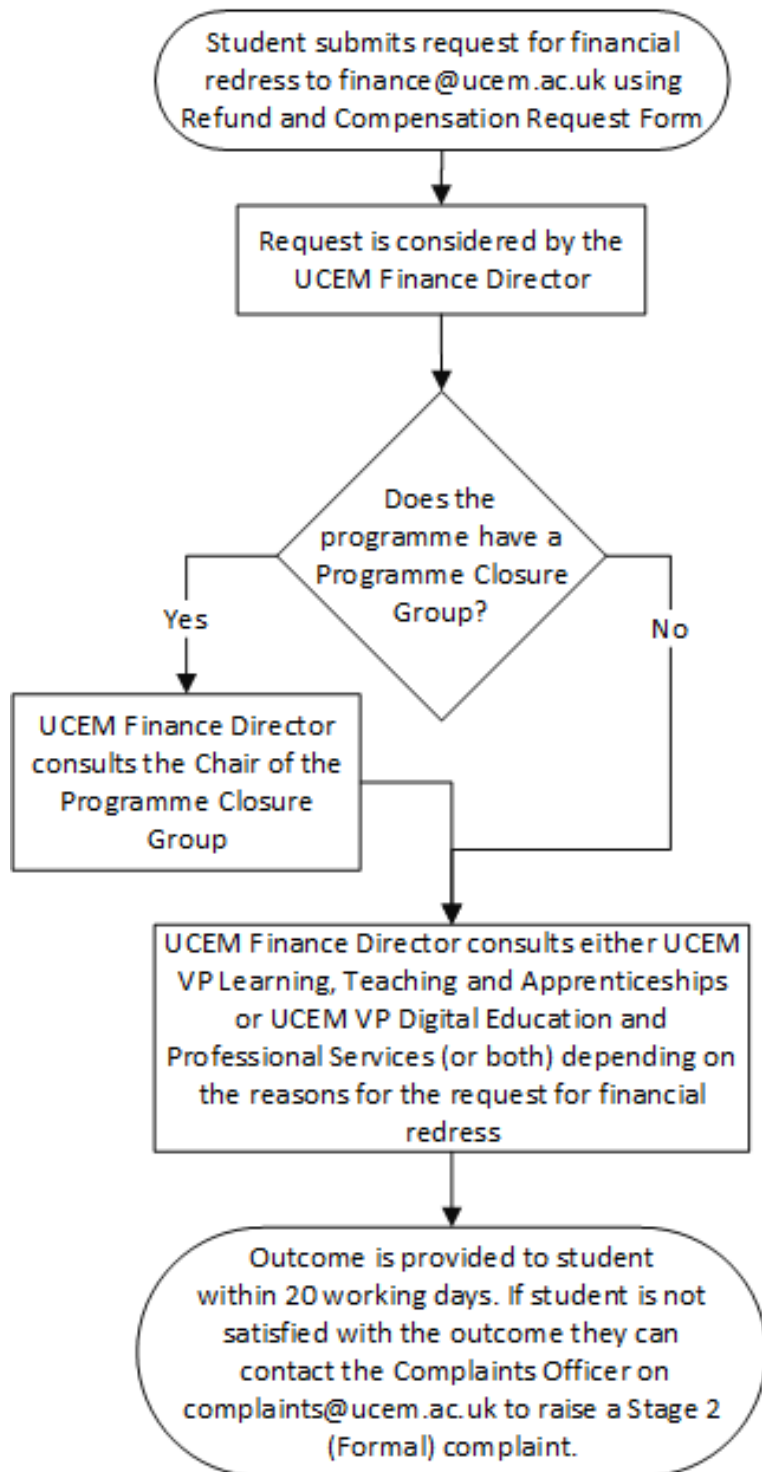 Student submits request for financial
redress to finance@ucem.ac.uk using
Refund and Compensation Request Form
Request is considered by the
UCEM Finance Director
Does the
programme have a
Programme Closure
Group?
Yes
No
UCEM Finance Director
consults the Chair of the
Programme Closure
Group
UCEM Finance Director consults either UCEM
VP Learning, Teaching and Apprenticeships
or UCEM VP Digital Education and
Professional Services (or both) depending on
the reasons for the request for financial
redress
Outcome is provided to student
within 20 working days. If student is not
satisfied with the outcome they can
contact the Complaints Officer on
complaints@ucem.ac.uk to raise a Stage 2
(Formal) complaint.